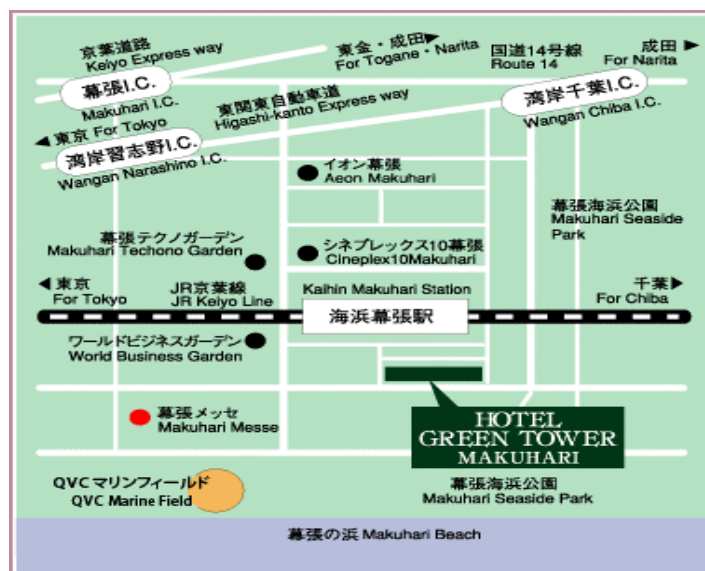 京葉道路
Keiyo Express way
東金・成田▶
For Togane・Narita
国道14号線
Route 14
成田 ▶
For Narita
幕張I.C.
Makuhari I.C.
東関東自動車道
Higashi-kanto Express way
湾岸千葉I.C.
Wangan Chiba I.C.
◀東京 For Tokyo
湾岸習志野I.C.
Wangan Narashino I.C.
イオン幕張
Aeon Makuhari
幕張海浜公園
Makuhari Seaside
Park
幕張テクノガーデン
Makuhari Techono Garden
シネプレックス10幕張
Cineplex10Makuhari
◀東京
For Tokyo
JR京葉線
JR Keiyo Line
Kaihin Makuhari Station
海浜幕張駅
千葉▶
For Chiba
ワールドビジネスガーデン
World Business Garden
幕張メッセ
Makuhari Messe
HOTEL
GREEN TOWER
MAKUHARI
QVCマリンフィールド
QVC Marine Field
幕張海浜公園
Makuhari Seaside Park
幕張の浜 Makuhari Beach